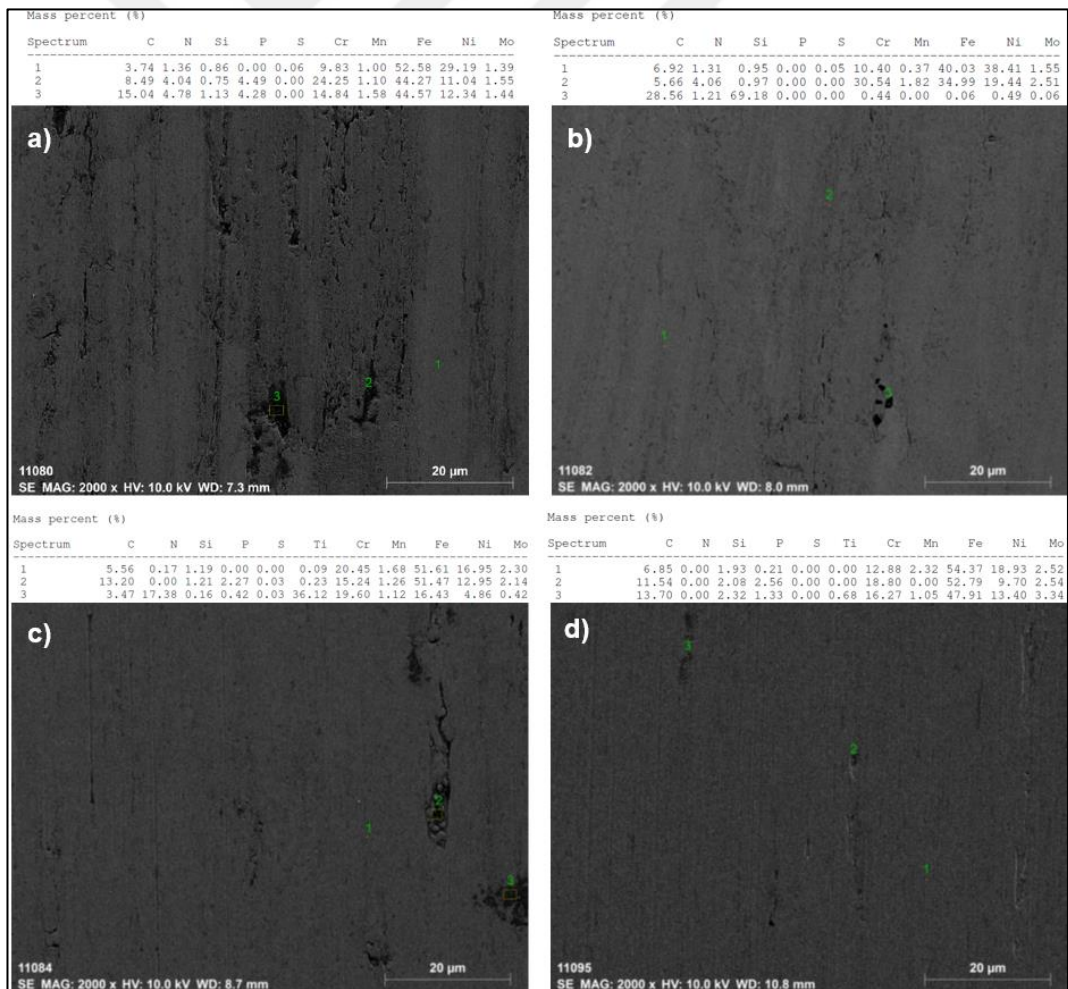 Mass percent (%)
Spectrum C N Si P S Cr Mn Fe Ni Mo
1 3.74 1.36 0.86 0.00 0.06 9.83 1.00 52.58 29.19 1.39
2 8.49 4.04 0.75 4.49 0.00 24.25 1.10 44.27 11.04 1.55
3 15.04 4.78 1.13 4.28 0.00 14.84 1.58 44.57 12.34 1.44
a)
1
2
3
11080
20 µm
SE MAG: 2000 x HV: 10.0 kV WD: 7.3 mm
Mass percent (%)
Spectrum C N Si P S Cr Mn Fe Ni Mo
1 6.92 1.31 0.95 0.00 0.05 10.40 0.37 40.03 38.41 1.55
2 5.66 4.06 0.97 0.00 0.00 30.54 1.82 34.99 19.44 2.51
3 28.56 1.21 69.18 0.00 0.00 0.44 0.00 0.06 0.49 0.06
b)
2
1
3
11082
20 µm
SE MAG: 2000 x HV: 10.0 kV WD: 8.0 mm
Mass percent (%)
Spectrum C N Si P S Ti Cr Mn Fe Ni Mo
1 5.56 0.17 1.19 0.00 0.00 0.09 20.45 1.68 51.61 16.95 2.30
2 13.20 0.00 1.21 2.27 0.03 0.23 15.24 1.26 51.47 12.95 2.14
3 3.47 17.38 0.16 0.42 0.03 36.12 19.60 1.12 16.43 4.86 0.42
c)
2
1
3
11084
20 µm
SE MAG: 2000 x HV: 10.0 kV WD: 8.7 mm
Mass percent (%)
Spectrum C N Si P S Ti Cr Mn Fe Ni Mo
1 6.85 0.00 1.93 0.21 0.00 0.00 12.88 2.32 54.37 18.93 2.52
2 11.54 0.00 2.08 2.56 0.00 0.00 18.80 0.00 52.79 9.70 2.54
3 13.70 0.00 2.32 1.33 0.00 0.68 16.27 1.05 47.91 13.40 3.34
d)
3
2
1
11095
20 µm
SE MAG: 2000 x HV: 10.0 kV WD: 10.8 mm